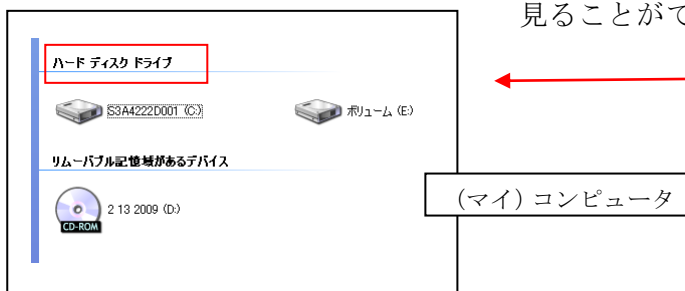 見ることがで
ハード ディスク ドライブ
S3A4222D001 (C:)
ボリューム (E:)
リムーバブル記憶域があるデバイス
2 13 2009 (D:)
CD-ROM
(マイ) コンピュータ